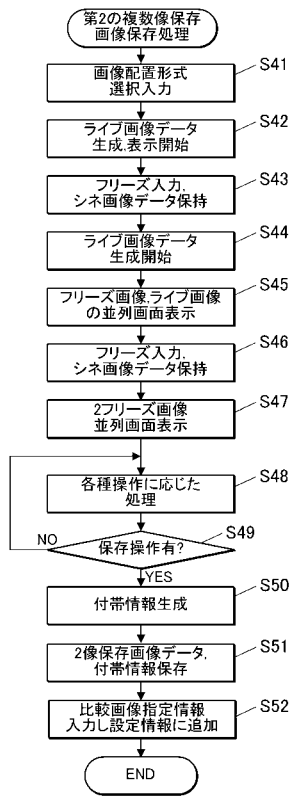 第2の複数像保存
画像保存処理
S41
画像配置形式
選択入力
S42
ライブ画像データ
生成,表示開始
S43
フリーズ入力,
シネ画像データ保持
S44
ライブ画像データ
生成開始
S45
フリーズ画像,ライブ画像
の並列画面表示
S46
フリーズ入力,
シネ画像データ保持
S47
2フリーズ画像
並列画面表示
S48
各種操作に応じた
処理
S49
NO
保存操作有?
YES
S50
付帯情報生成
S51
2像保存画像データ,
付帯情報保存
S52
比較画像指定情報
入力し設定情報に追加
END